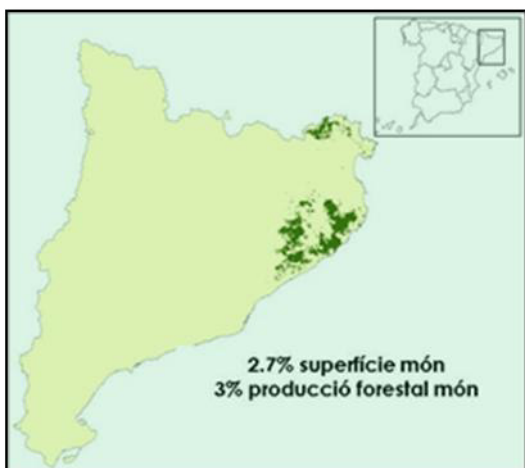 2.7% superfície món
3% producció forestal món